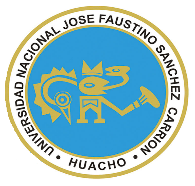 UNIVERSIDAD NACIONAL JOSE FAUSTINO SANCHEZ CARRION
• HUACHO •